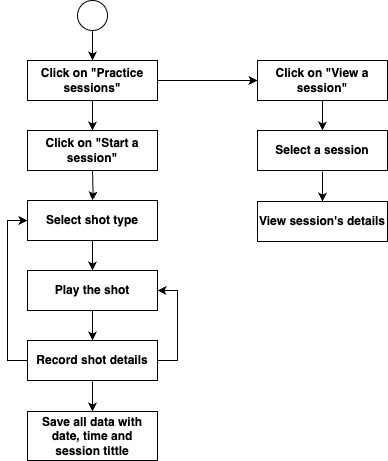 Click on "Practice
sessions"
Click on "View a
session"
Click on "Start a
session"
Select a session
Select shot type
View session's details
Play the shot
Record shot details
Save all data with
date, time and
session tittle